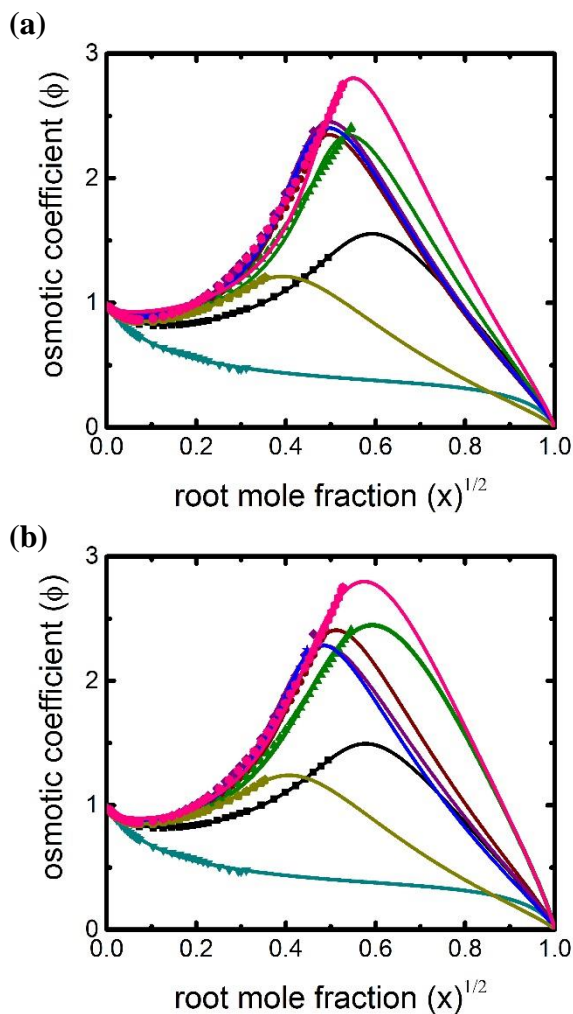 (a)
3
2
1
0
osmotic coefficient (ϕ)
0.0 0.2 0.4 0.6 0.8 1.0
root mole fraction (x)^{1/2}
(b)
3
2
1
0
osmotic coefficient (ϕ)
0.0 0.2 0.4 0.6 0.8 1.0
root mole fraction (x)^{1/2}